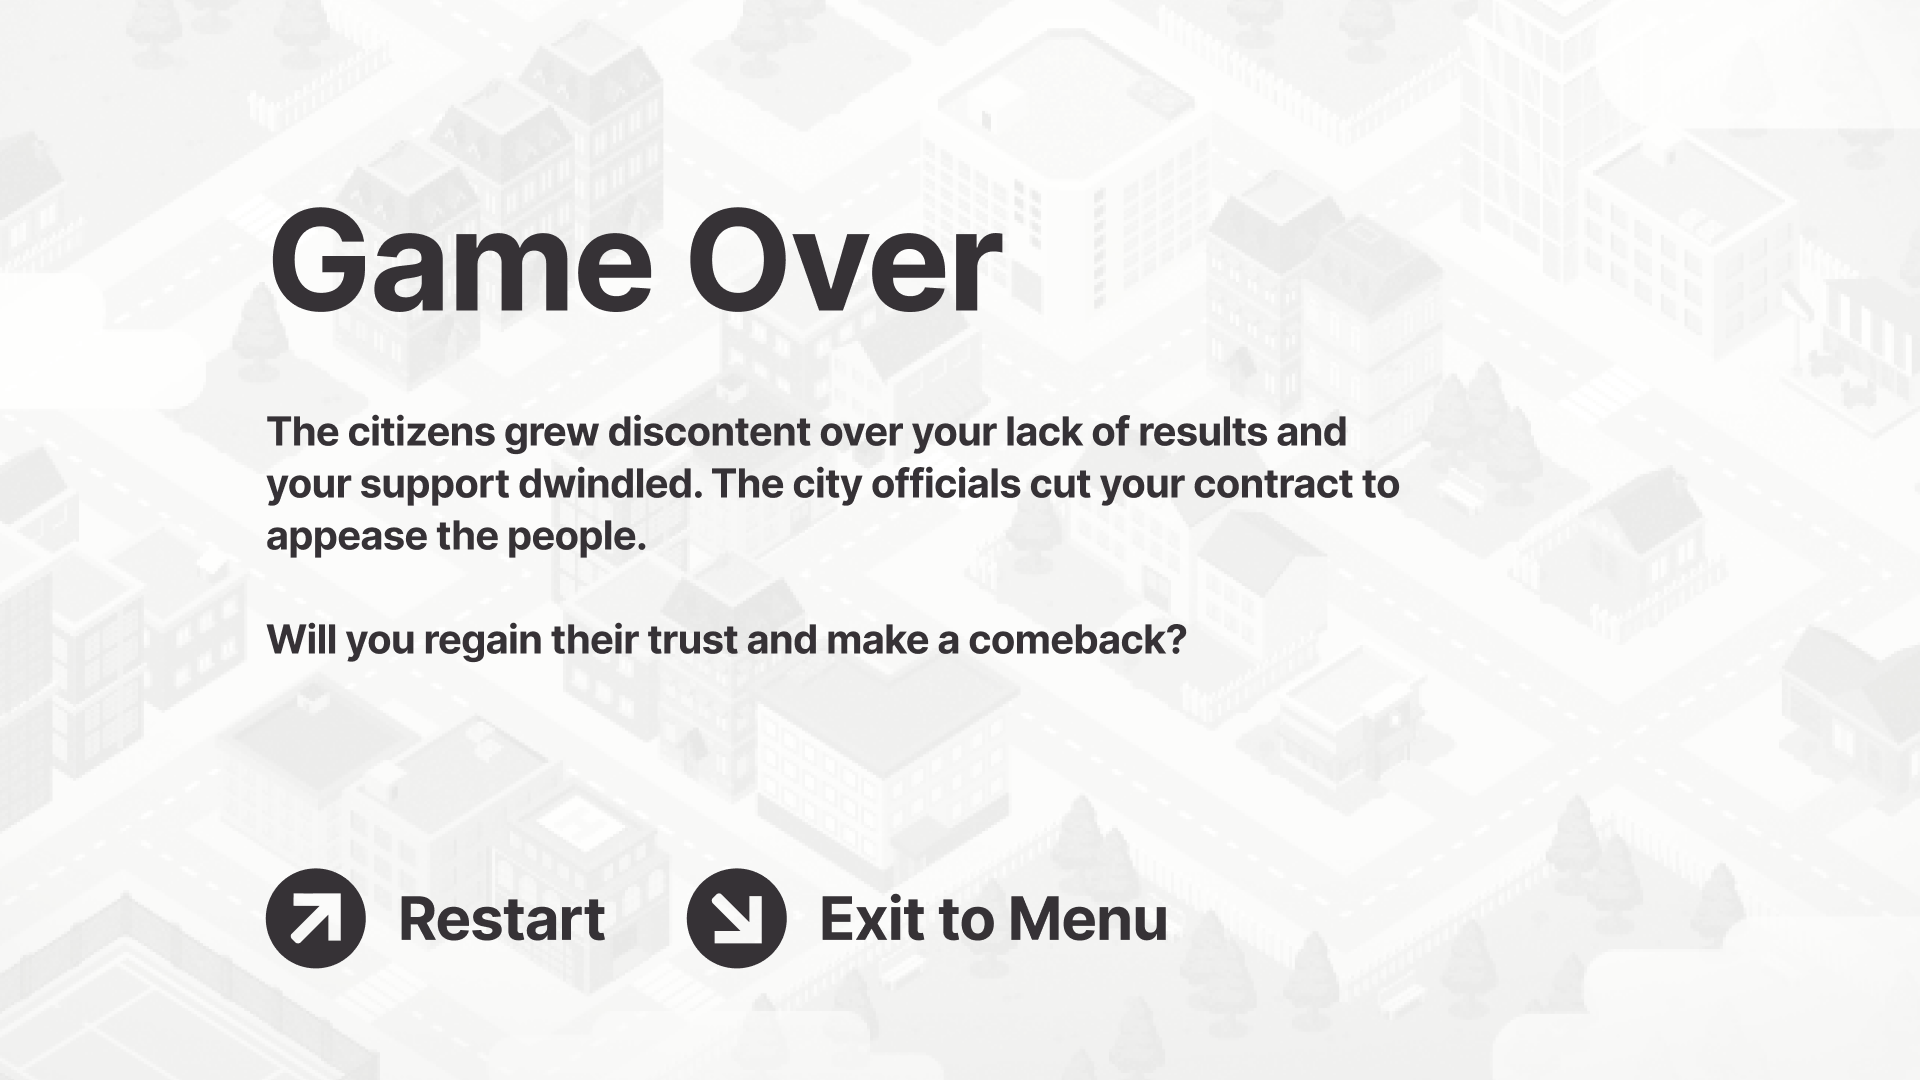 Game Over
The citizens grew discontent over your lack of results and
your support dwindled. The city officials cut your contract to
appease the people.
Will you regain their trust and make a comeback?
Restart
Exit to Menu